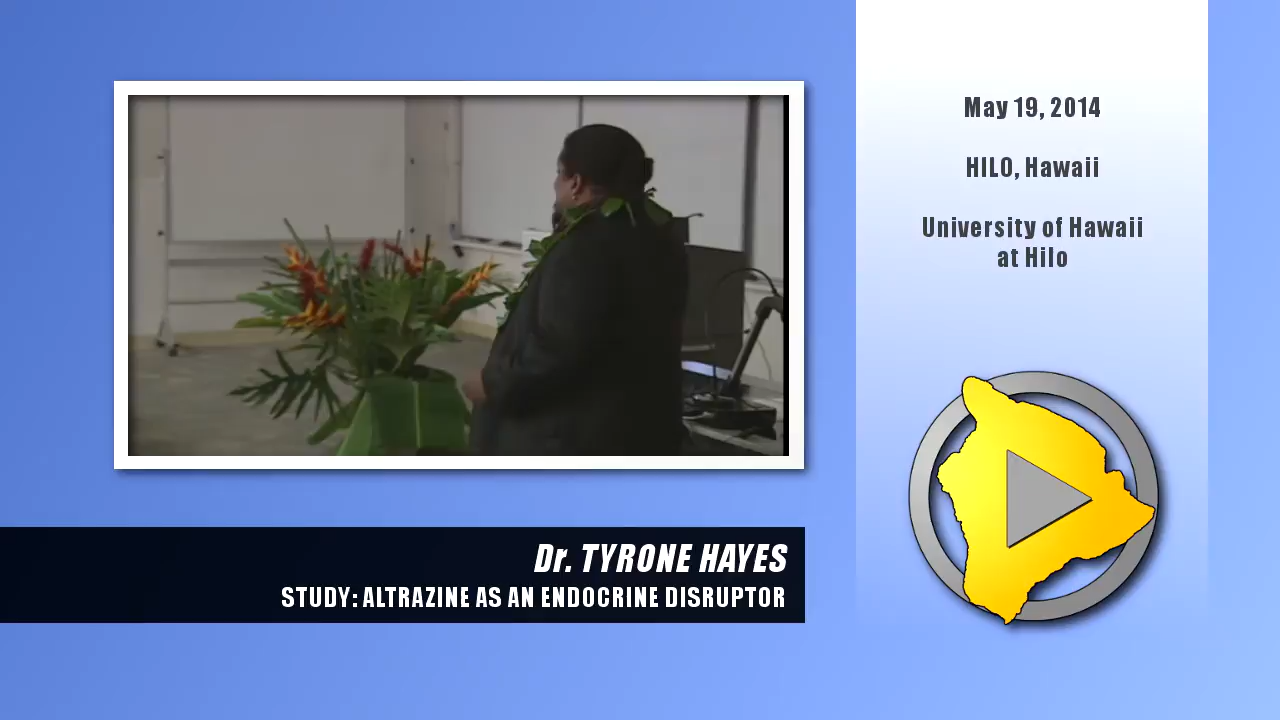 May 19, 2014
HILO, Hawaii
University of Hawaii
at Hilo
Dr. TYRONE HAYES
STUDY: ALTRAZINE AS AN ENDOCRINE DISRUPTOR